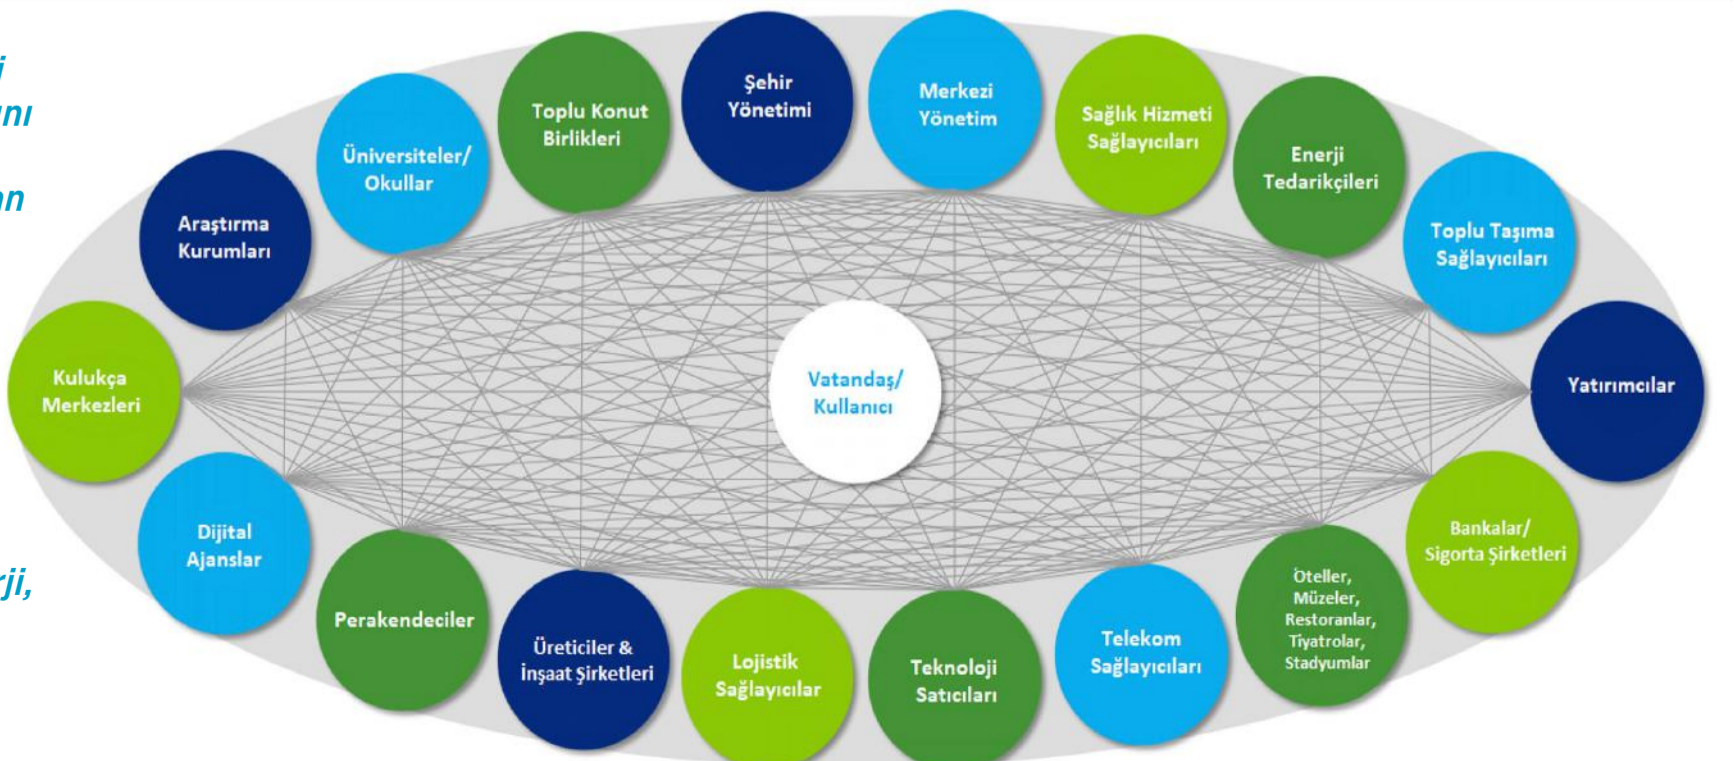 Şehir
Yönetimi
Merkezi
Yönetim
Toplu Konut
Birlikleri
Sağlık Hizmeti
Sağlayıcıları
Üniversiteler/
Okullar
Enerji
Tedarikçileri
Araştırma
Kurumları
Toplu Taşıma
Sağlayıcıları
Kulukça
Merkezleri
Vatandaş/
Kullanıcı
Yatırımcılar
Dijital
Ajanslar
Bankalar/
Sigorta Şirketleri
Perakendeciler
Öteller,
Müzeler,
Restoranlar,
Tiyatrolar,
Stadyumlar
Üreticiler &
İnşaat Şirketleri
Lojistik
Sağlayıcılar
Teknoloji
Satıcıları
Telekom
Sağlayıcıları